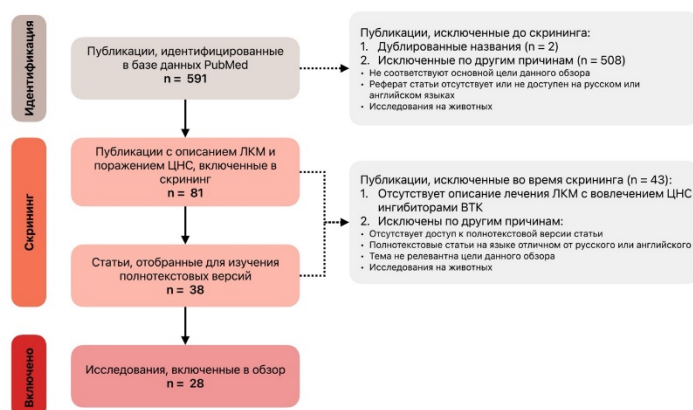 Идентификация
Публикации, идентифицированные
в базе данных PubMed
n = 591
Публикации, исключенные до скрининга:
1. Дублированные названия (n = 2)
2. Исключенные по другим причинам (n = 508)
• Не соответствуют основной цели данного обзора
• Реферат статьи отсутствует или не доступен на русском или
английском языках
• Исследования на животных
Скрининг
Публикации с описанием ЛКМ и
поражением ЦНС, включенные в
скрининг
n = 81
Публикации, исключенные во время скрининга (n = 43):
1. Отсутствует описание лечения ЛКМ с вовлечением ЦНС
ингибиторами ВТК
2. Исключены по другим причинам:
• Отсутствует доступ к полнотекстовой версии статьи
• Полнотекстовые статьи на языке отличном от русского или английского
• Тема не релевантна цели данного обзора
• Исследования на животных
Статьи, отобранные для изучения
полнотекстовых версий
n = 38
Включено
Исследования, включенные в обзор
n = 28